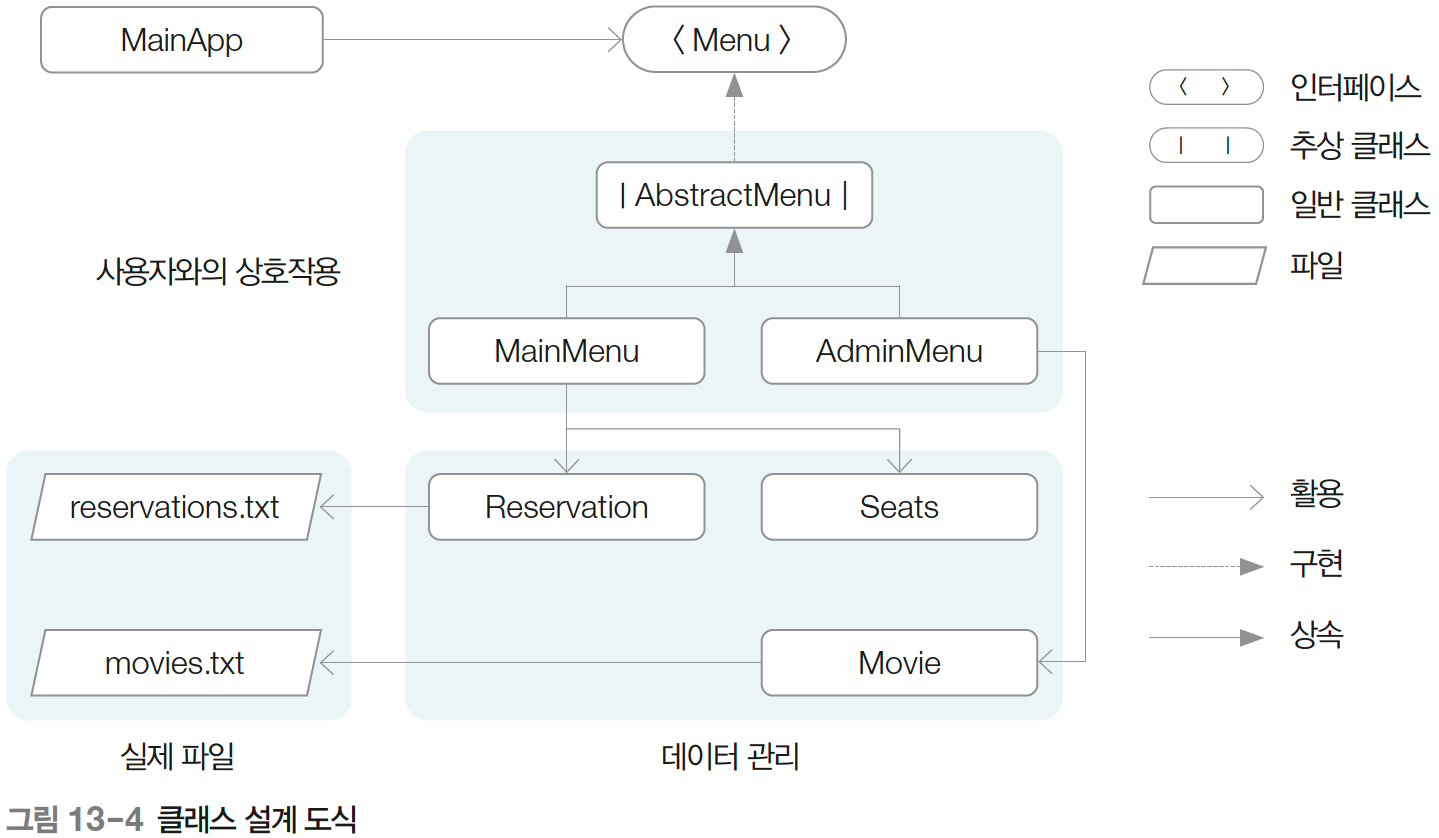 MainApp
〈 Menu 〉
〈 〉 인터페이스
| | 추상 클래스
일반 클래스
파일
| AbstractMenu |
사용자와의 상호작용
MainMenu
AdminMenu
reservations.txt
Reservation
Seats
활용
구현
상속
movies.txt
Movie
실제 파일
데이터 관리
그림 13-4 클래스 설계 도식